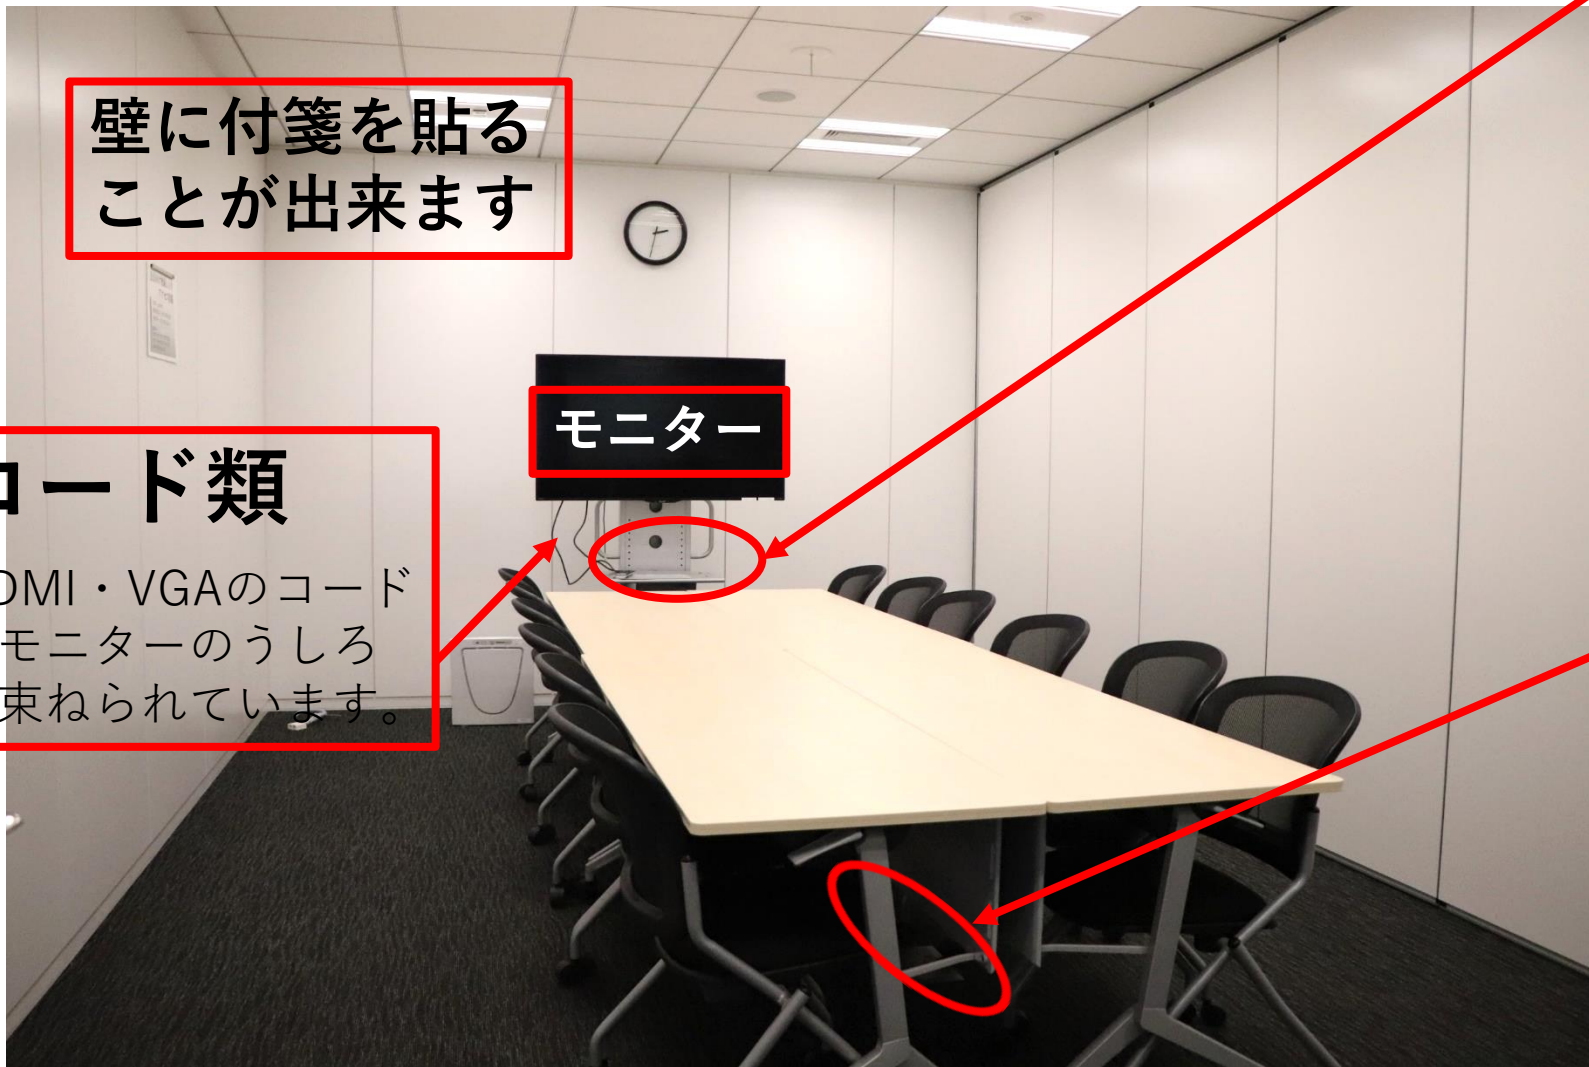 壁に付箋を貼る
ことが出来ます
モニター
コード類
DMI・VGAのコード
モニターのうしろ
束ねられています。